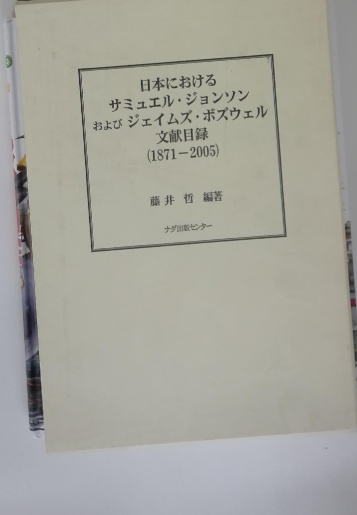 日本における
サミュエル・ジョンソン
および ジェイムズ・ボズウェル
文献目録
(1871－2005)
藤井 哲 編著
ナダ出版センター